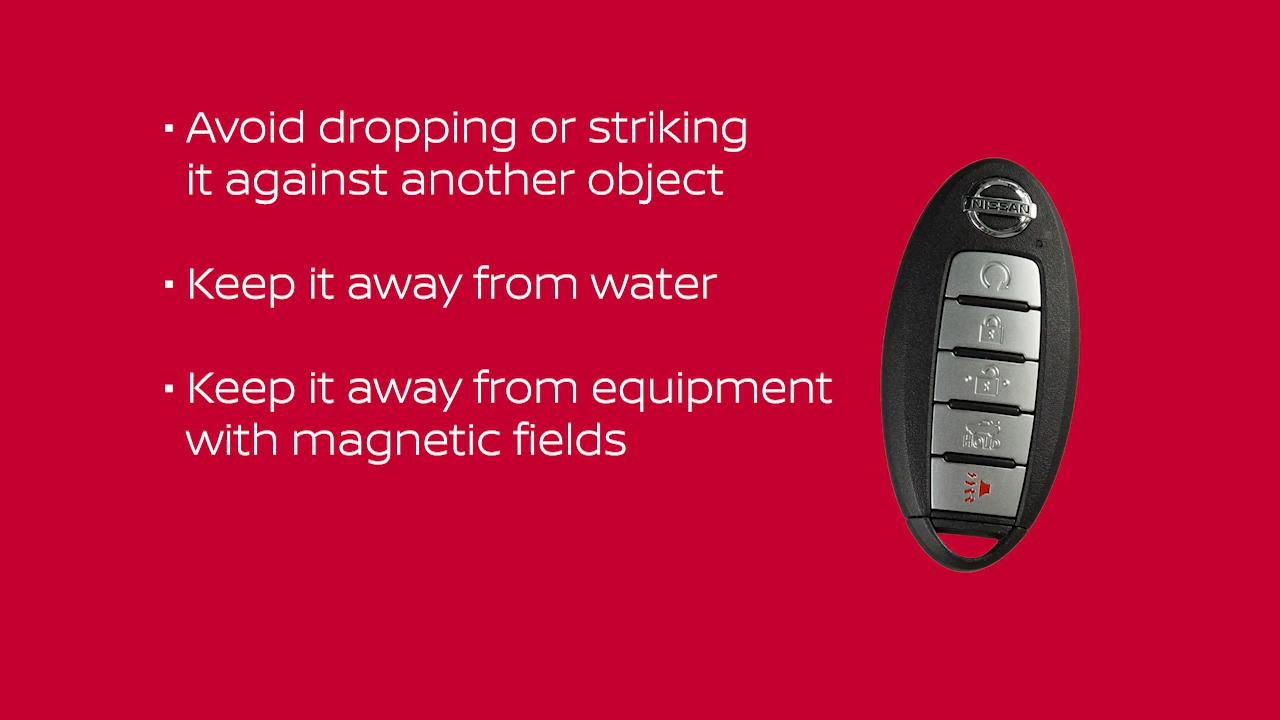 ▪ Avoid dropping or striking
it against another object
▪ Keep it away from water
▪ Keep it away from equipment
with magnetic fields
NISSAN
HOLD